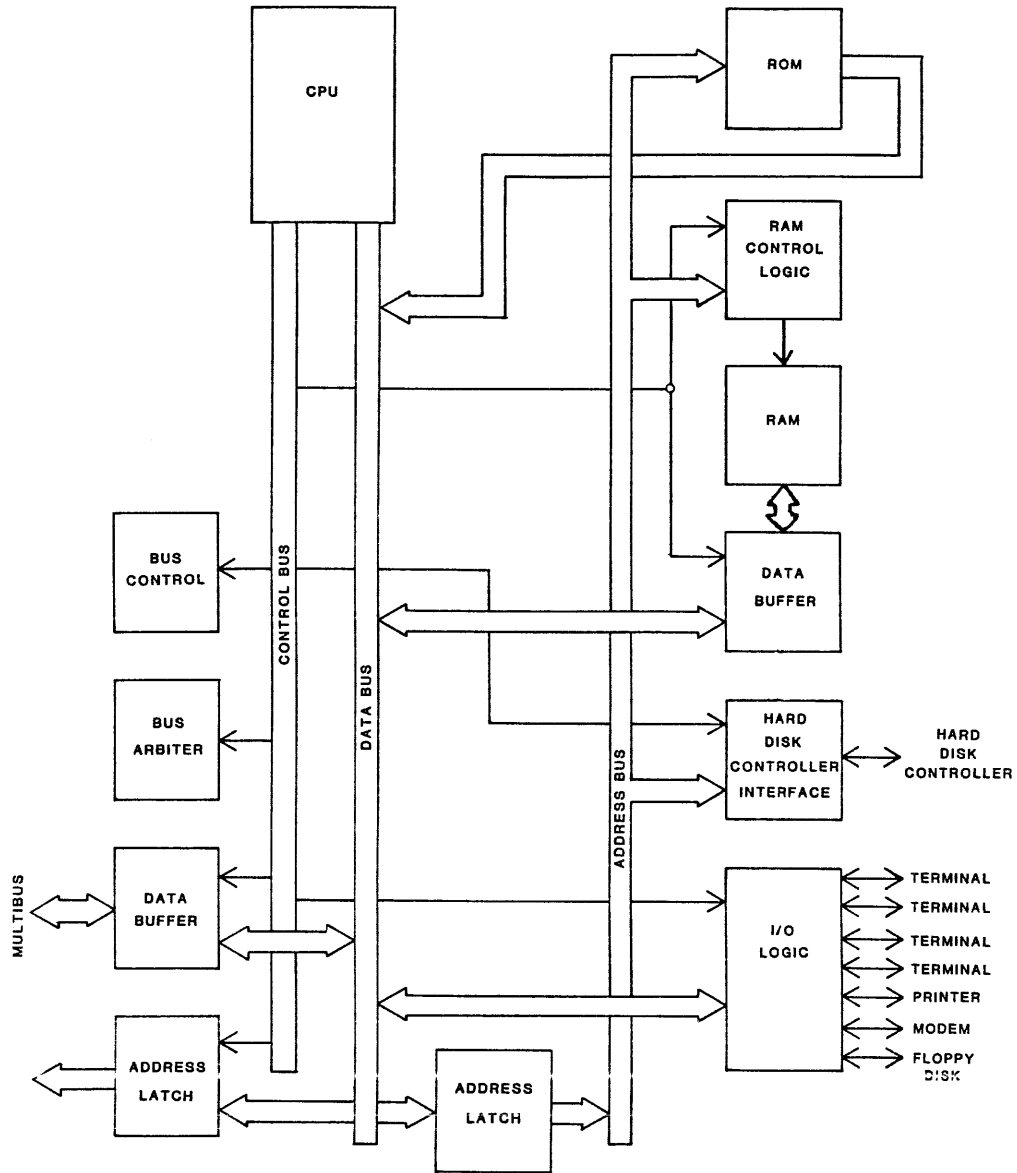 CPU
ROM
RAM
CONTROL
LOGIC
RAM
BUS
CONTROL
CONTROL BUS
DATA
BUFFER
DATA BUS
BUS
ARBITER
ADDRESS BUS
HARD
DISK
CONTROLLER
INTERFACE
HARD
DISK
CONTROLLER
MULTIBUS
DATA
BUFFER
I/O
LOGIC
TERMINAL
TERMINAL
TERMINAL
TERMINAL
PRINTER
MODEM
FLOPPY
DISK
ADDRESS
LATCH
ADDRESS
LATCH